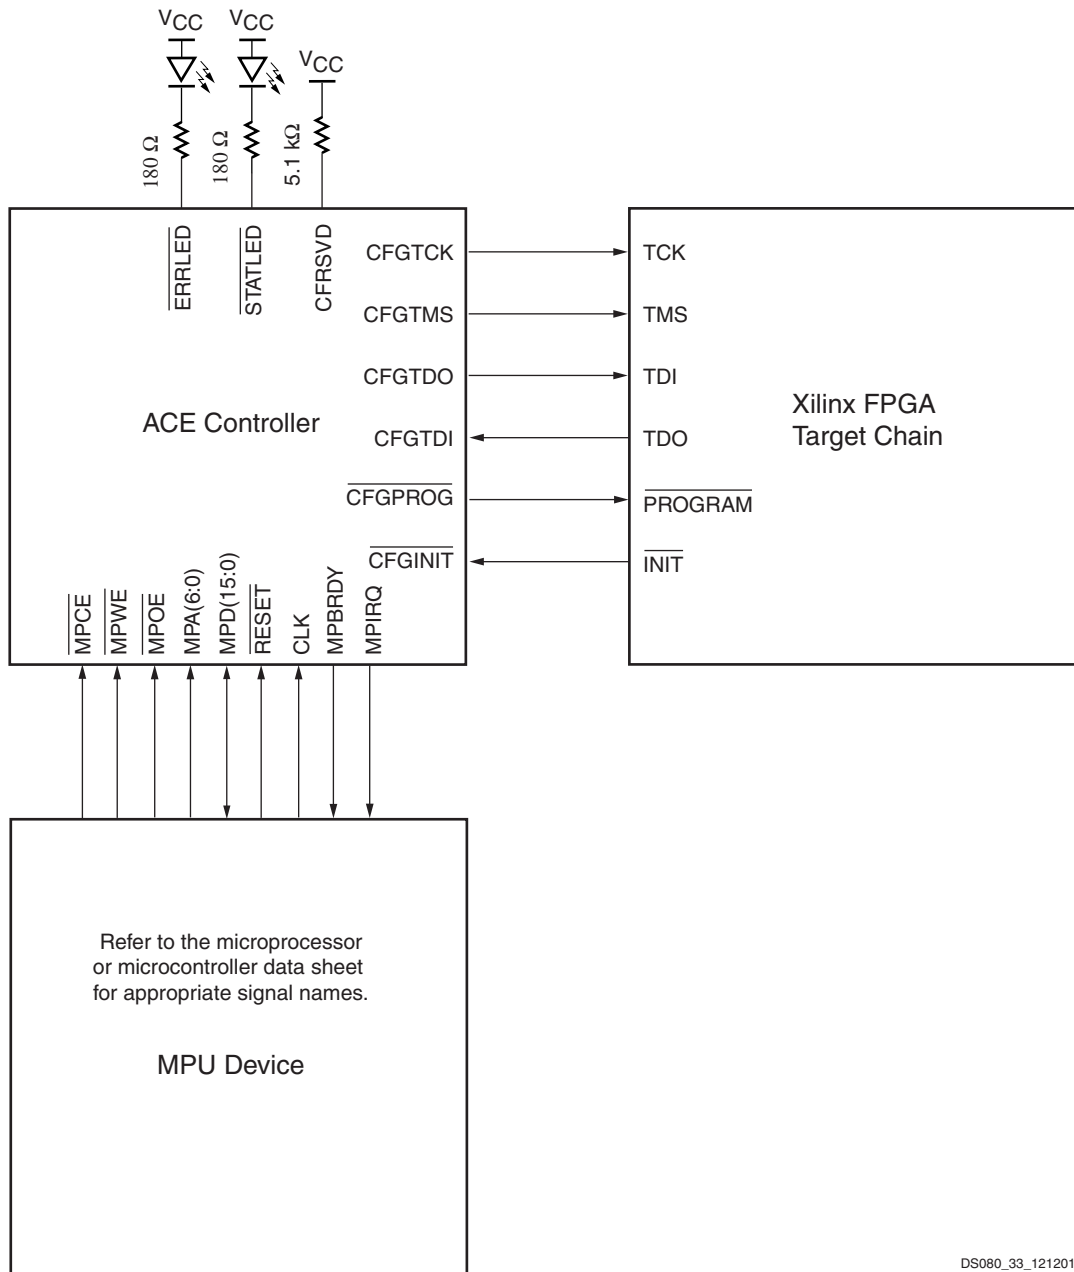 VCC
VCC
VCC
180 Ω
180 Ω
5.1 kΩ
ERRLED
STATLED
CFRSVD
CFGTCK
TCK
CFGTMS
TMS
CFGTDO
TDI
CFGTDI
TDO
CFGPROG
PROGRAM
CFGINIT
INIT
ACE Controller
Xilinx FPGA
Target Chain
MPCE
MPWE
MPOE
MPA(6:0)
MPD(15:0)
RESET
CLK
MPBRDY
MPIRQ
Refer to the microprocessor
or microcontroller data sheet
for appropriate signal names.
MPU Device
DS080_33_121201